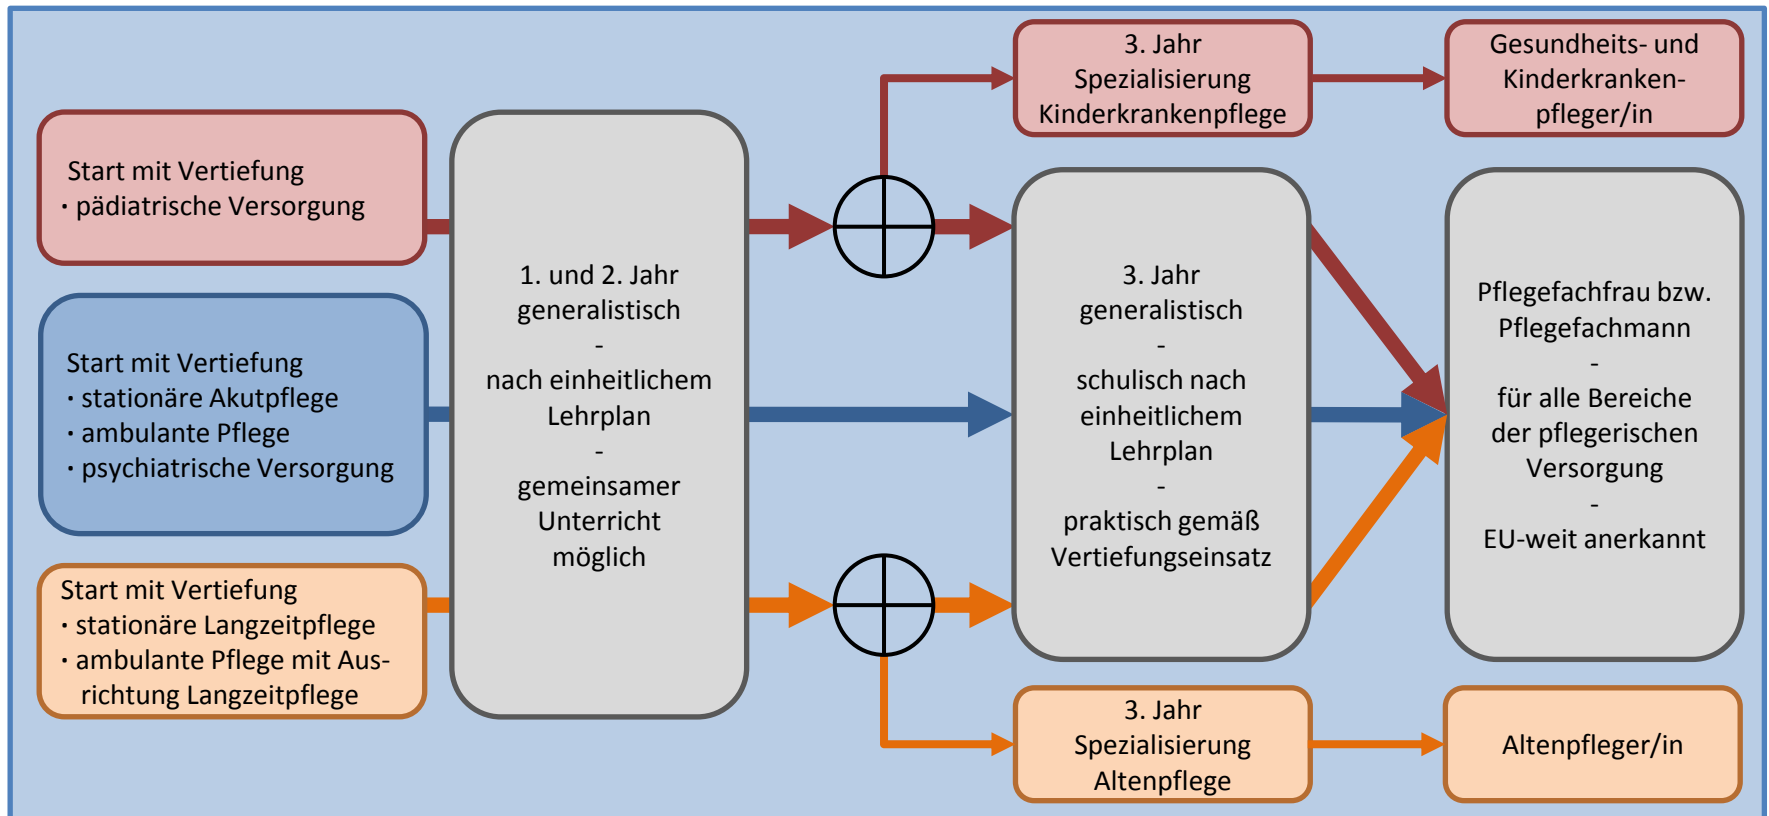 Start mit Vertiefung
· pädiatrische Versorgung
Start mit Vertiefung
· stationäre Akutpflege
· ambulante Pflege
· psychiatrische Versorgung
Start mit Vertiefung
· stationäre Langzeitpflege
· ambulante Pflege mit Aus-
richtung Langzeitpflege
1. und 2. Jahr
generalistisch
-
nach einheitlichem
Lehrplan
-
gemeinsamer
Unterricht
möglich
3. Jahr
Spezialisierung
Kinderkrankenpflege
Gesundheits- und
Kinderkranken-
pfleger/in
3. Jahr
generalistisch
-
schulisch nach
einheitlichem
Lehrplan
-
praktisch gemäß
Vertiefungseinsatz
Pflegefachfrau bzw.
Pflegefachmann
-
für alle Bereiche
der pflegerischen
Versorgung
-
EU-weit anerkannt
3. Jahr
Spezialisierung
Altenpflege
Altenpfleger/in